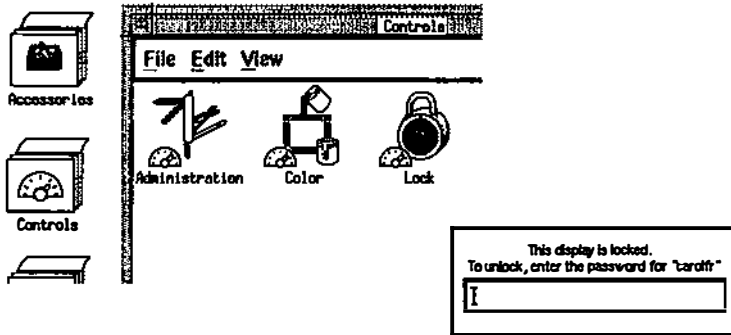 Controls
File Edit View
Accessories
Administration Color Lock
Controls
This display is locked.
To unlock, enter the password for "carolfr"